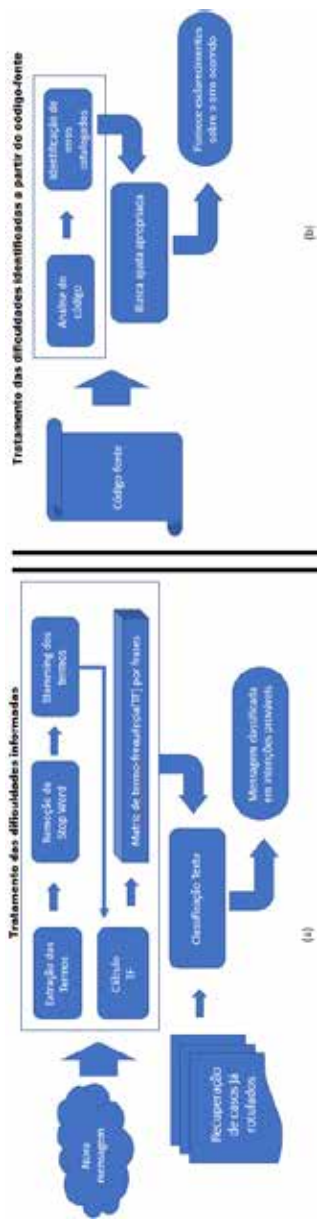 Tratamento das dificuldades informadas
Nova
mensagem
Extração dos
Termos
Remoção de
Stop Word
Stemming dos
termos
Cálculo
TF
Matriz de termo-frequência[TF] por frases
Recuperação
de casos já
rotulados
Classificação Texto
Mensagem classificada
em intenções prováveis
(a)
Tratamento das dificuldades identificadas a partir do código-fonte
Código fonte
Análise do
código
Identificação de
erros
catalogados
Busca ajuda apropriada
Fornece esclarecimentos
sobre o erro ocorrido
(b)